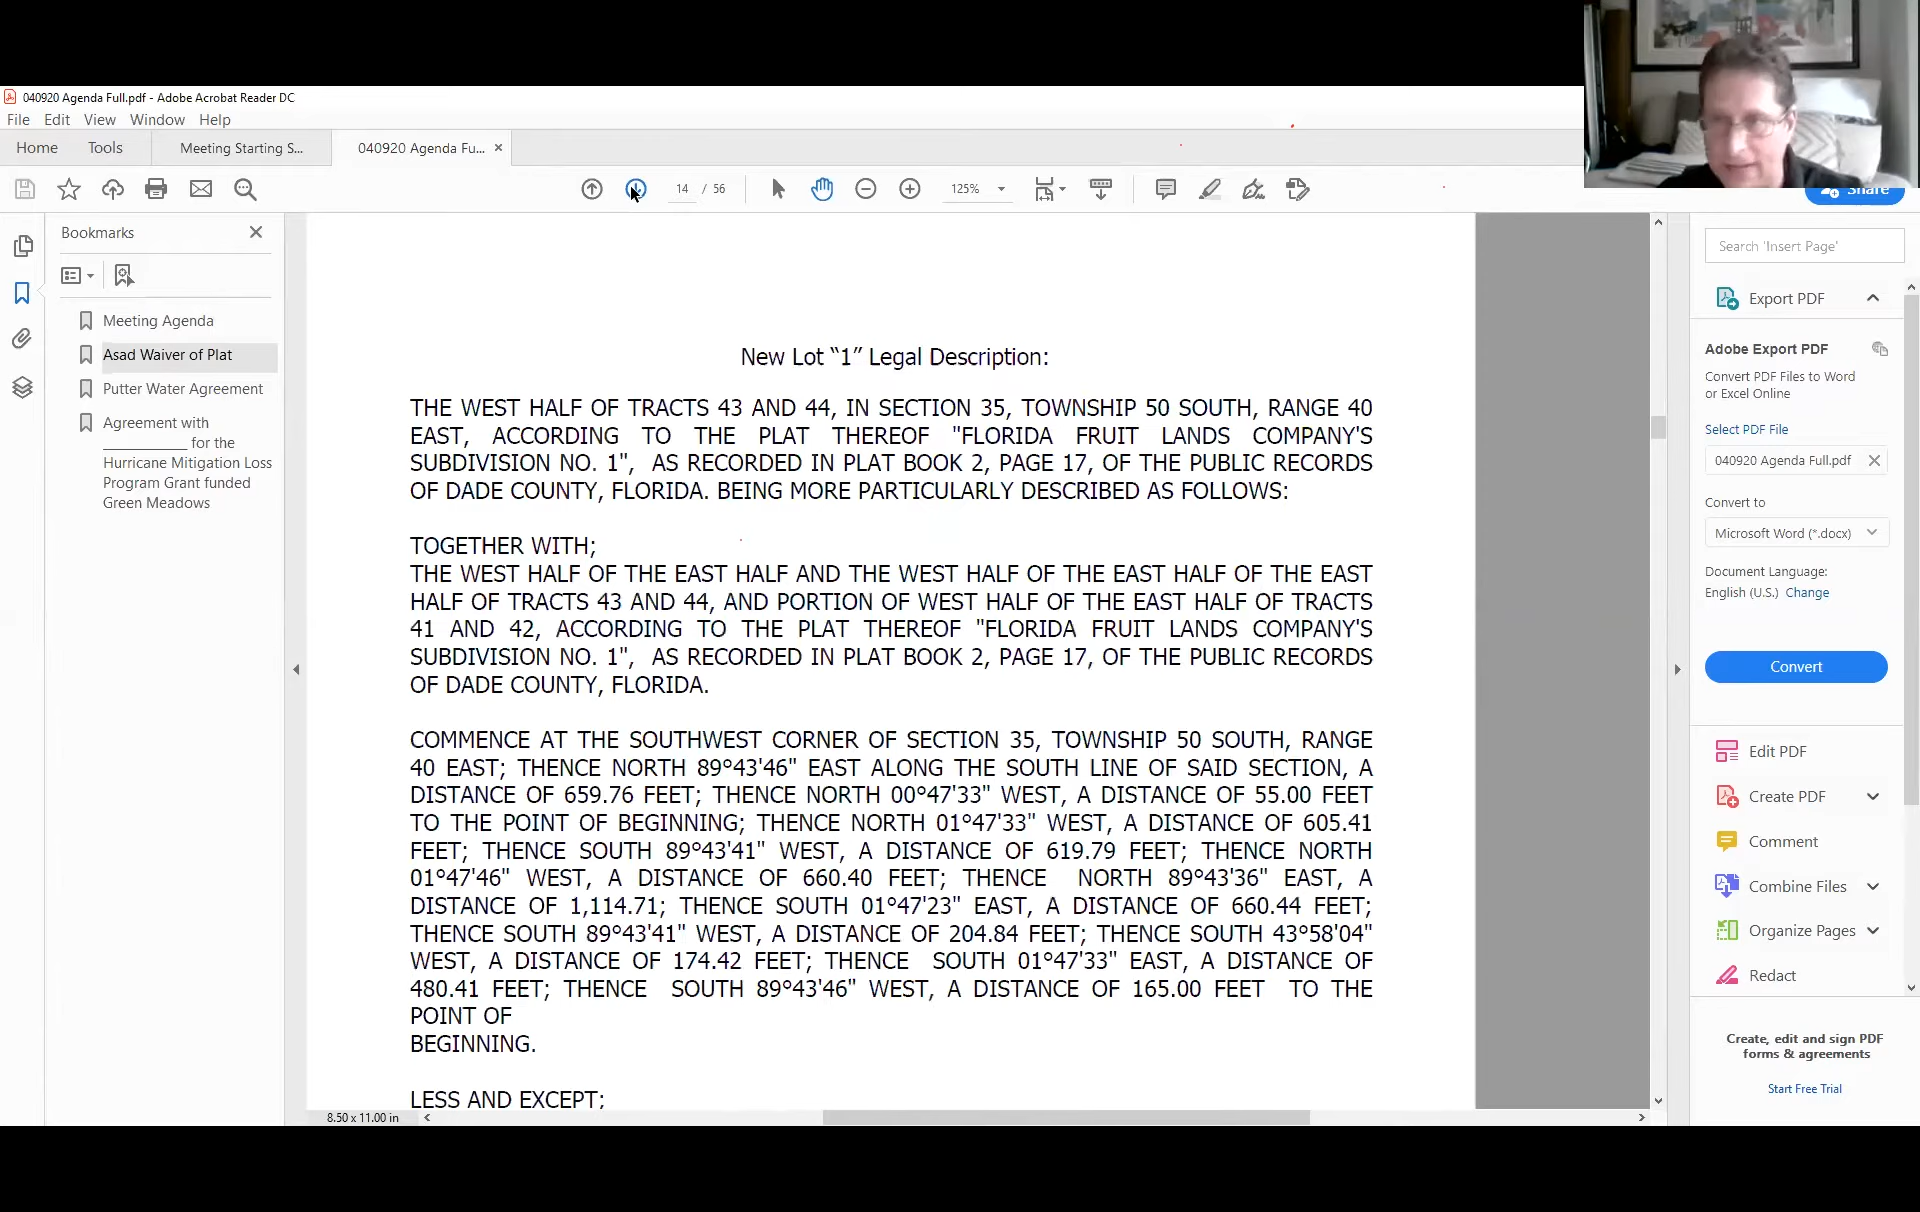 040920 Agenda Full.pdf - Adobe Acrobat Reader DC
File Edit View Window Help
Home Tools Meeting Starting S... 040920 Agenda Fu... ×
14 / 56 125%
Share
Bookmarks
Meeting Agenda
Asad Waiver of Plat
Putter Water Agreement
Agreement with
___________ for the
Hurricane Mitigation Loss
Program Grant funded
Green Meadows
New Lot “1” Legal Description:
THE WEST HALF OF TRACTS 43 AND 44, IN SECTION 35, TOWNSHIP 50 SOUTH, RANGE 40
EAST, ACCORDING TO THE PLAT THEREOF "FLORIDA FRUIT LANDS COMPANY'S
SUBDIVISION NO. 1", AS RECORDED IN PLAT BOOK 2, PAGE 17, OF THE PUBLIC RECORDS
OF DADE COUNTY, FLORIDA. BEING MORE PARTICULARLY DESCRIBED AS FOLLOWS:
TOGETHER WITH;
THE WEST HALF OF THE EAST HALF AND THE WEST HALF OF THE EAST HALF OF THE EAST
HALF OF TRACTS 43 AND 44, AND PORTION OF WEST HALF OF THE EAST HALF OF TRACTS
41 AND 42, ACCORDING TO THE PLAT THEREOF "FLORIDA FRUIT LANDS COMPANY'S
SUBDIVISION NO. 1", AS RECORDED IN PLAT BOOK 2, PAGE 17, OF THE PUBLIC RECORDS
OF DADE COUNTY, FLORIDA.
COMMENCE AT THE SOUTHWEST CORNER OF SECTION 35, TOWNSHIP 50 SOUTH, RANGE
40 EAST; THENCE NORTH 89°43'46" EAST ALONG THE SOUTH LINE OF SAID SECTION, A
DISTANCE OF 659.76 FEET; THENCE NORTH 00°47'33" WEST, A DISTANCE OF 55.00 FEET
TO THE POINT OF BEGINNING; THENCE NORTH 01°47'33" WEST, A DISTANCE OF 605.41
FEET; THENCE SOUTH 89°43'41" WEST, A DISTANCE OF 619.79 FEET; THENCE NORTH
01°47'46" WEST, A DISTANCE OF 660.40 FEET; THENCE NORTH 89°43'36" EAST, A
DISTANCE OF 1,114.71; THENCE SOUTH 01°47'23" EAST, A DISTANCE OF 660.44 FEET;
THENCE SOUTH 89°43'41" WEST, A DISTANCE OF 204.84 FEET; THENCE SOUTH 43°58'04"
WEST, A DISTANCE OF 174.42 FEET; THENCE SOUTH 01°47'33" EAST, A DISTANCE OF
480.41 FEET; THENCE SOUTH 89°43'46" WEST, A DISTANCE OF 165.00 FEET TO THE
POINT OF
BEGINNING.
LESS AND EXCEPT;
8.50 x 11.00 in
Search 'Insert Page'
Export PDF
Adobe Export PDF
Convert PDF Files to Word
or Excel Online
Select PDF File
040920 Agenda Full.pdf
Convert to
Microsoft Word (*.docx)
Document Language:
English (U.S.) Change
Convert
Edit PDF
Create PDF
Comment
Combine Files
Organize Pages
Redact
Create, edit and sign PDF
forms & agreements
Start Free Trial